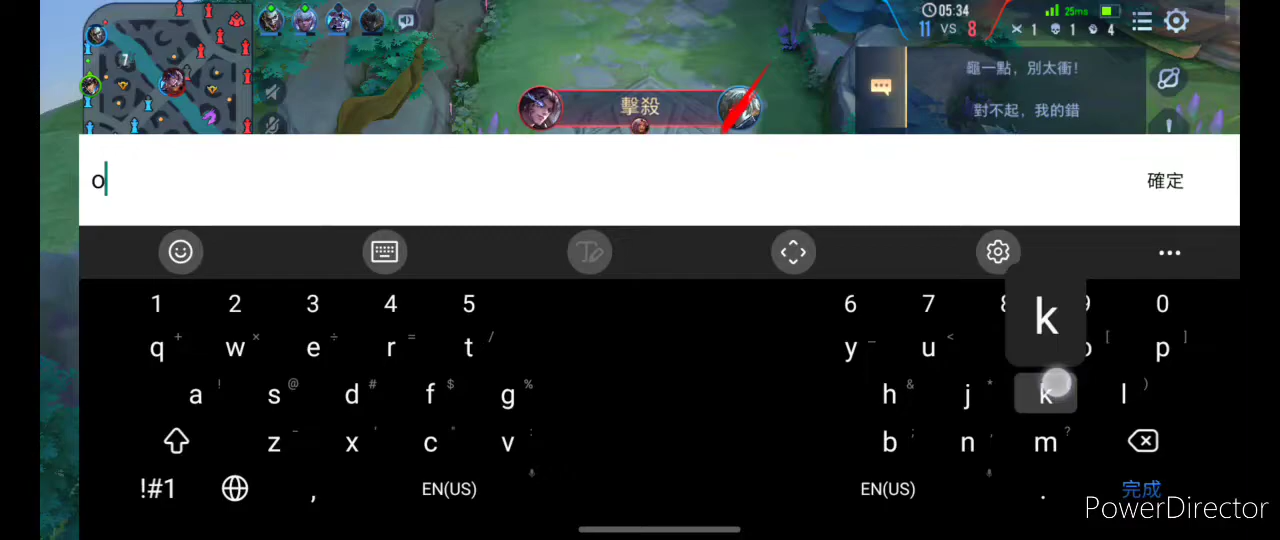 05:34
25ms
11 VS 8
1 1 4
7
擊殺
龜一點，別太衝!
對不起，我的錯
o
確定
k
1 2 3 4 5 6 7 8 9 0
q + w × e ÷ r = t / y _ u < o [ p ]
a ! s @ d # f $ g % h & j * k l )
z - x ' c " v : b ; n , m ?
!#1 , EN(US) EN(US) . 完成
PowerDirector